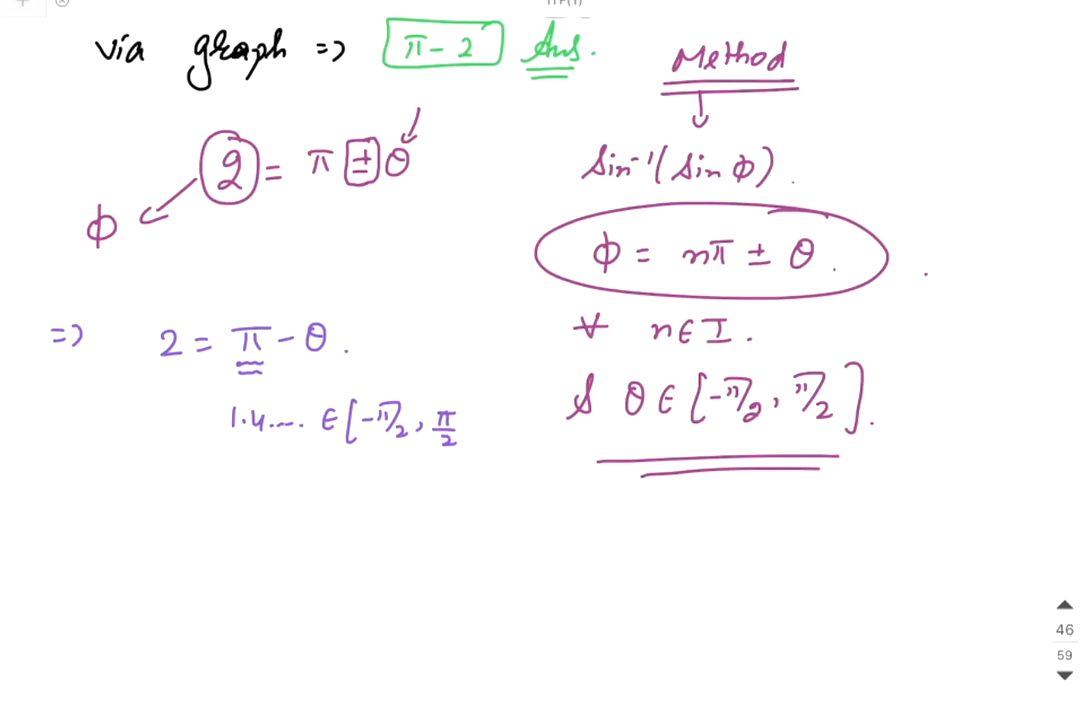 via graph => π - 2 Ans.
Method
2 = π ± θ
ϕ
sin⁻¹(sin ϕ).
ϕ = nπ ± θ.
=> 2 = π - θ.
∀ n ∈ I.
1.4.... ∈ [-π/2, π/2
& θ ∈ [-π/2, π/2].
46
59